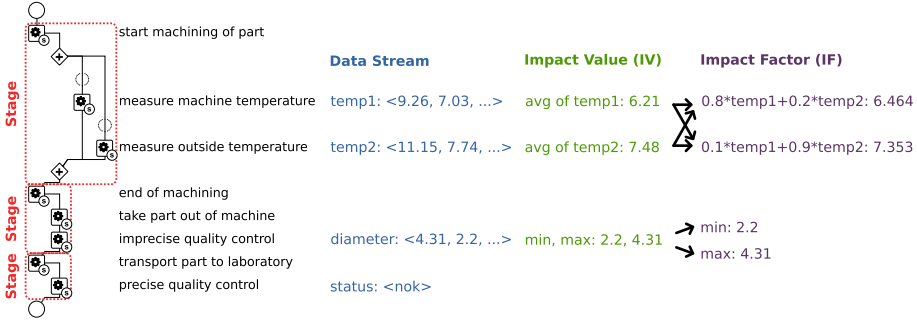 start machining of part
Data Stream Impact Value (IV) Impact Factor (IF)
Stage
measure machine temperature temp1: <9.26, 7.03, ...> avg of temp1: 6.21 0.8*temp1+0.2*temp2: 6.464
measure outside temperature temp2: <11.15, 7.74, ...> avg of temp2: 7.48 0.1*temp1+0.9*temp2: 7.353
end of machining
Stage
take part out of machine
min: 2.2
imprecise quality control diameter: <4.31, 2.2, ...> min, max: 2.2, 4.31
max: 4.31
transport part to laboratory
Stage
precise quality control status: <nok>
s
s
s
s
s
s
s
s